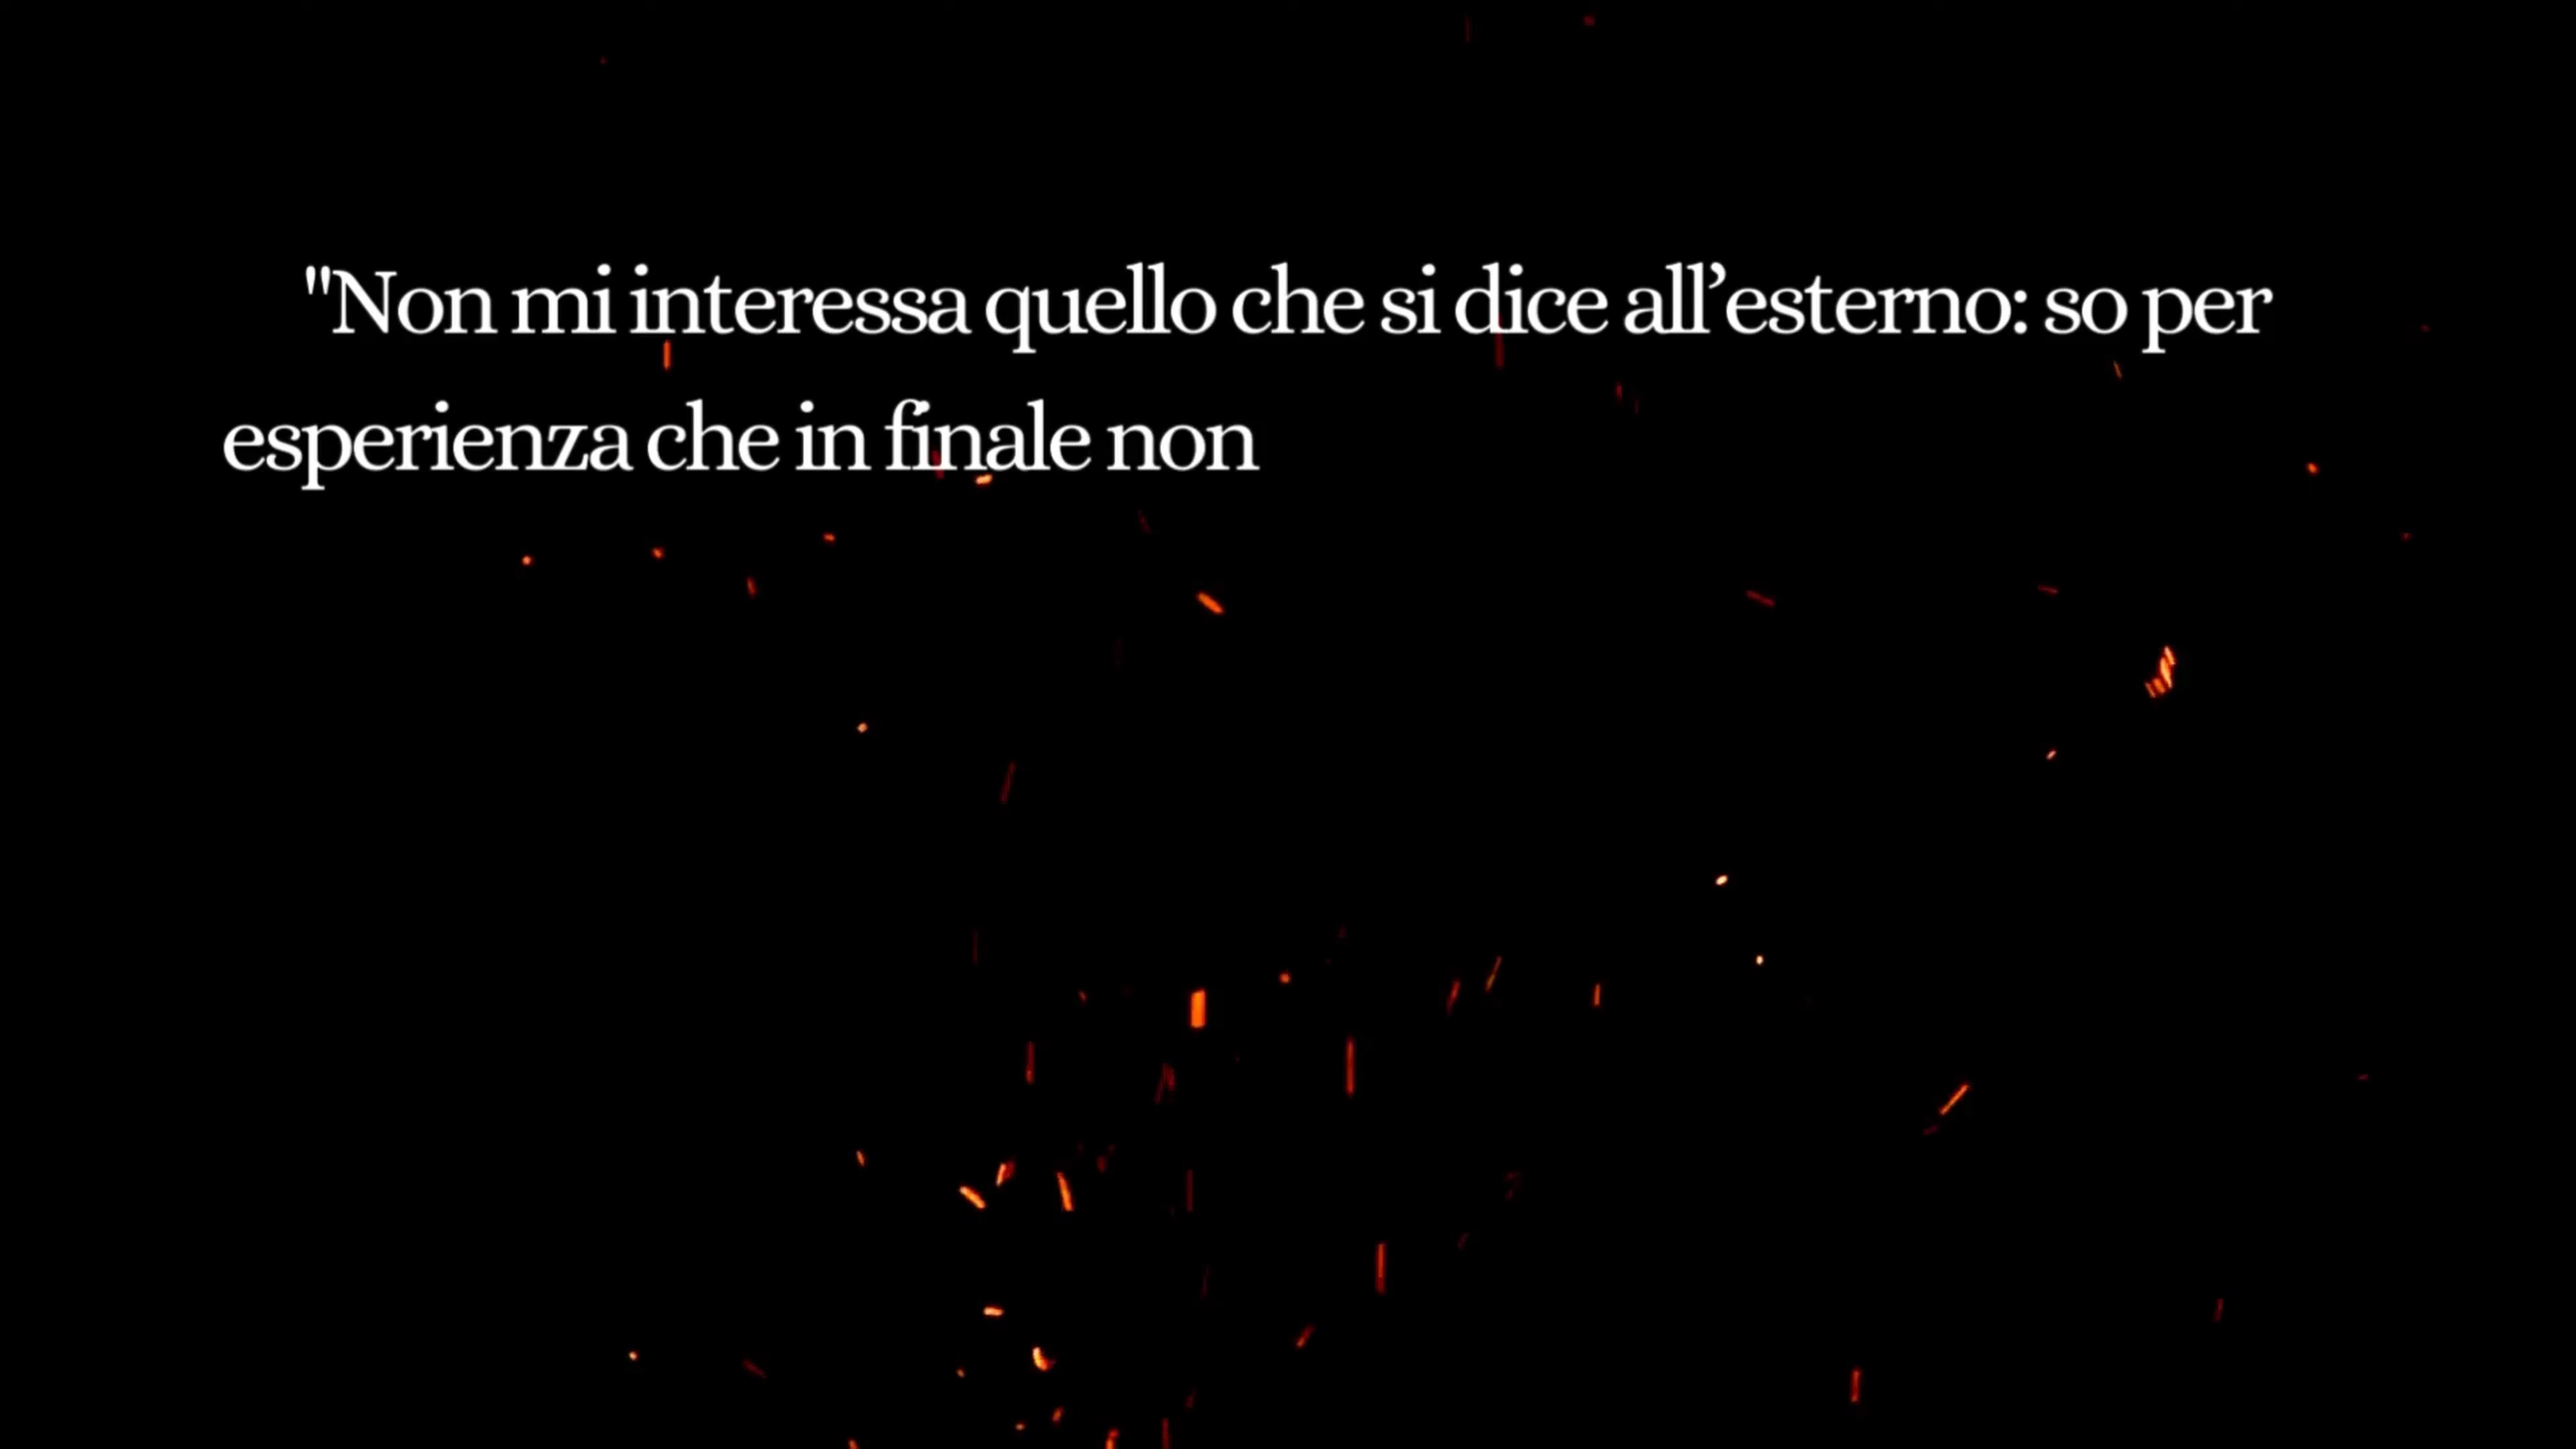 "Non mi interessa quello che si dice all’esterno: so per
esperienza che in finale non